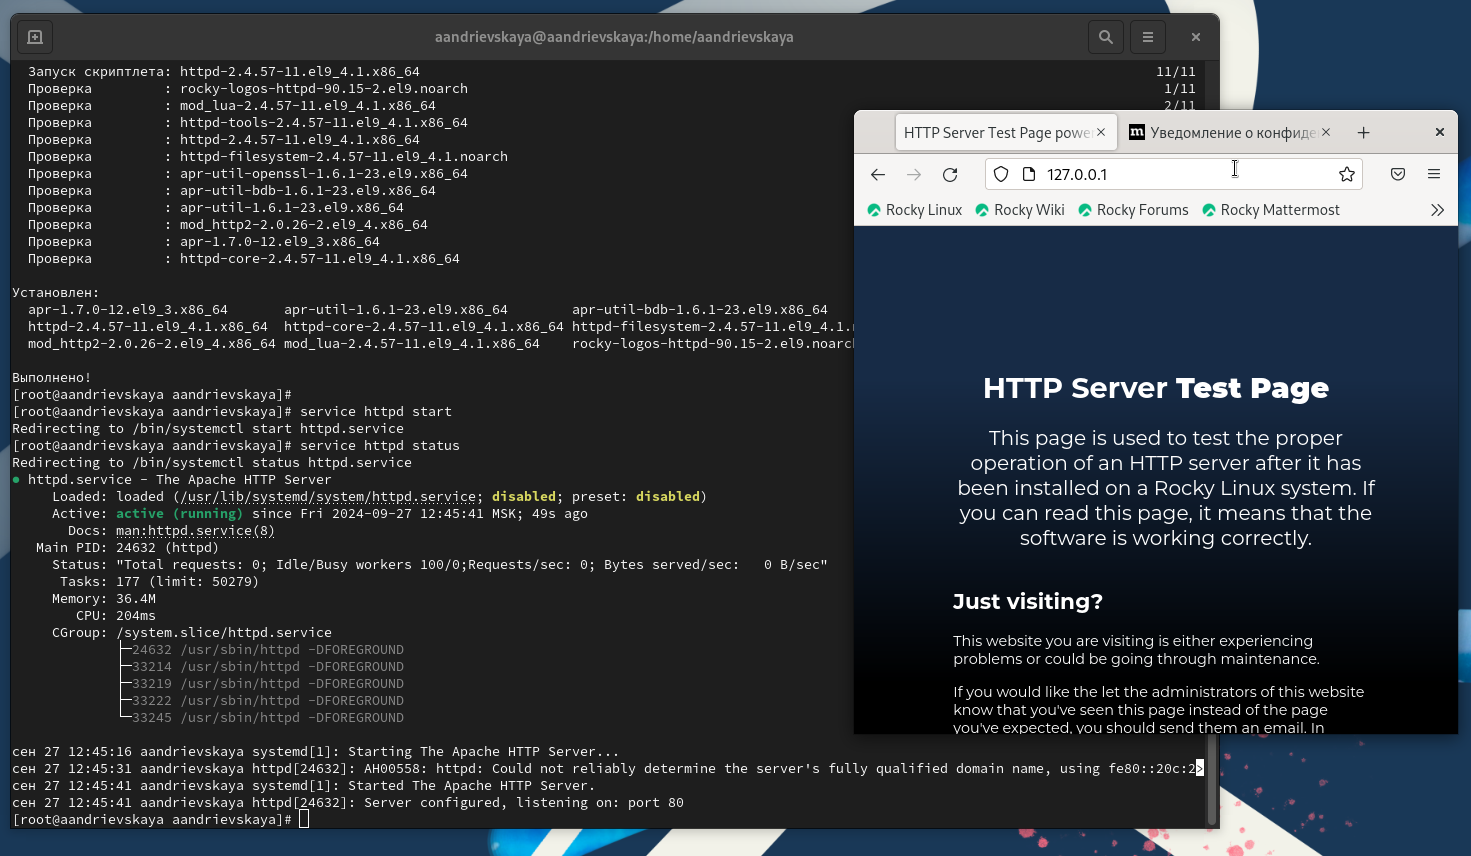 aandrievskaya@aandrievskaya:/home/aandrievskaya
Запуск скриптлета: httpd-2.4.57-11.el9_4.1.x86_64 11/11
Проверка : rocky-logos-httpd-90.15-2.el9.noarch 1/11
Проверка : mod_lua-2.4.57-11.el9_4.1.x86_64 2/11
Проверка : httpd-tools-2.4.57-11.el9_4.1.x86_64
Проверка : httpd-2.4.57-11.el9_4.1.x86_64
Проверка : httpd-filesystem-2.4.57-11.el9_4.1.noarch
Проверка : apr-util-openssl-1.6.1-23.el9.x86_64
Проверка : apr-util-bdb-1.6.1-23.el9.x86_64
Проверка : apr-util-1.6.1-23.el9.x86_64
Проверка : mod_http2-2.0.26-2.el9_4.x86_64
Проверка : apr-1.7.0-12.el9_3.x86_64
Проверка : httpd-core-2.4.57-11.el9_4.1.x86_64
Установлен:
apr-1.7.0-12.el9_3.x86_64 apr-util-1.6.1-23.el9.x86_64 apr-util-bdb-1.6.1-23.el9.x86_64
httpd-2.4.57-11.el9_4.1.x86_64 httpd-core-2.4.57-11.el9_4.1.x86_64 httpd-filesystem-2.4.57-11.el9_4.1.
mod_http2-2.0.26-2.el9_4.x86_64 mod_lua-2.4.57-11.el9_4.1.x86_64 rocky-logos-httpd-90.15-2.el9.noarch
Выполнено!
[root@aandrievskaya aandrievskaya]#
[root@aandrievskaya aandrievskaya]# service httpd start
Redirecting to /bin/systemctl start httpd.service
[root@aandrievskaya aandrievskaya]# service httpd status
Redirecting to /bin/systemctl status httpd.service
● httpd.service - The Apache HTTP Server
Loaded: loaded (/usr/lib/systemd/system/httpd.service; disabled; preset: disabled)
Active: active (running) since Fri 2024-09-27 12:45:41 MSK; 49s ago
Docs: man:httpd.service(8)
Main PID: 24632 (httpd)
Status: "Total requests: 0; Idle/Busy workers 100/0;Requests/sec: 0; Bytes served/sec: 0 B/sec"
Tasks: 177 (limit: 50279)
Memory: 36.4M
CPU: 204ms
CGroup: /system.slice/httpd.service
├─24632 /usr/sbin/httpd -DFOREGROUND
├─33214 /usr/sbin/httpd -DFOREGROUND
├─33219 /usr/sbin/httpd -DFOREGROUND
├─33222 /usr/sbin/httpd -DFOREGROUND
└─33245 /usr/sbin/httpd -DFOREGROUND
сен 27 12:45:16 aandrievskaya systemd[1]: Starting The Apache HTTP Server...
сен 27 12:45:31 aandrievskaya httpd[24632]: AH00558: httpd: Could not reliably determine the server's fully qualified domain name, using fe80::20c:2>
сен 27 12:45:41 aandrievskaya systemd[1]: Started The Apache HTTP Server.
сен 27 12:45:41 aandrievskaya httpd[24632]: Server configured, listening on: port 80
[root@aandrievskaya aandrievskaya]#
HTTP Server Test Page powe
m Уведомление о конфиде
127.0.0.1
Rocky Linux Rocky Wiki Rocky Forums Rocky Mattermost
HTTP Server Test Page
This page is used to test the proper
operation of an HTTP server after it has
been installed on a Rocky Linux system. If
you can read this page, it means that the
software is working correctly.
Just visiting?
This website you are visiting is either experiencing
problems or could be going through maintenance.
If you would like the let the administrators of this website
know that you've seen this page instead of the page
you've expected, you should send them an email. In